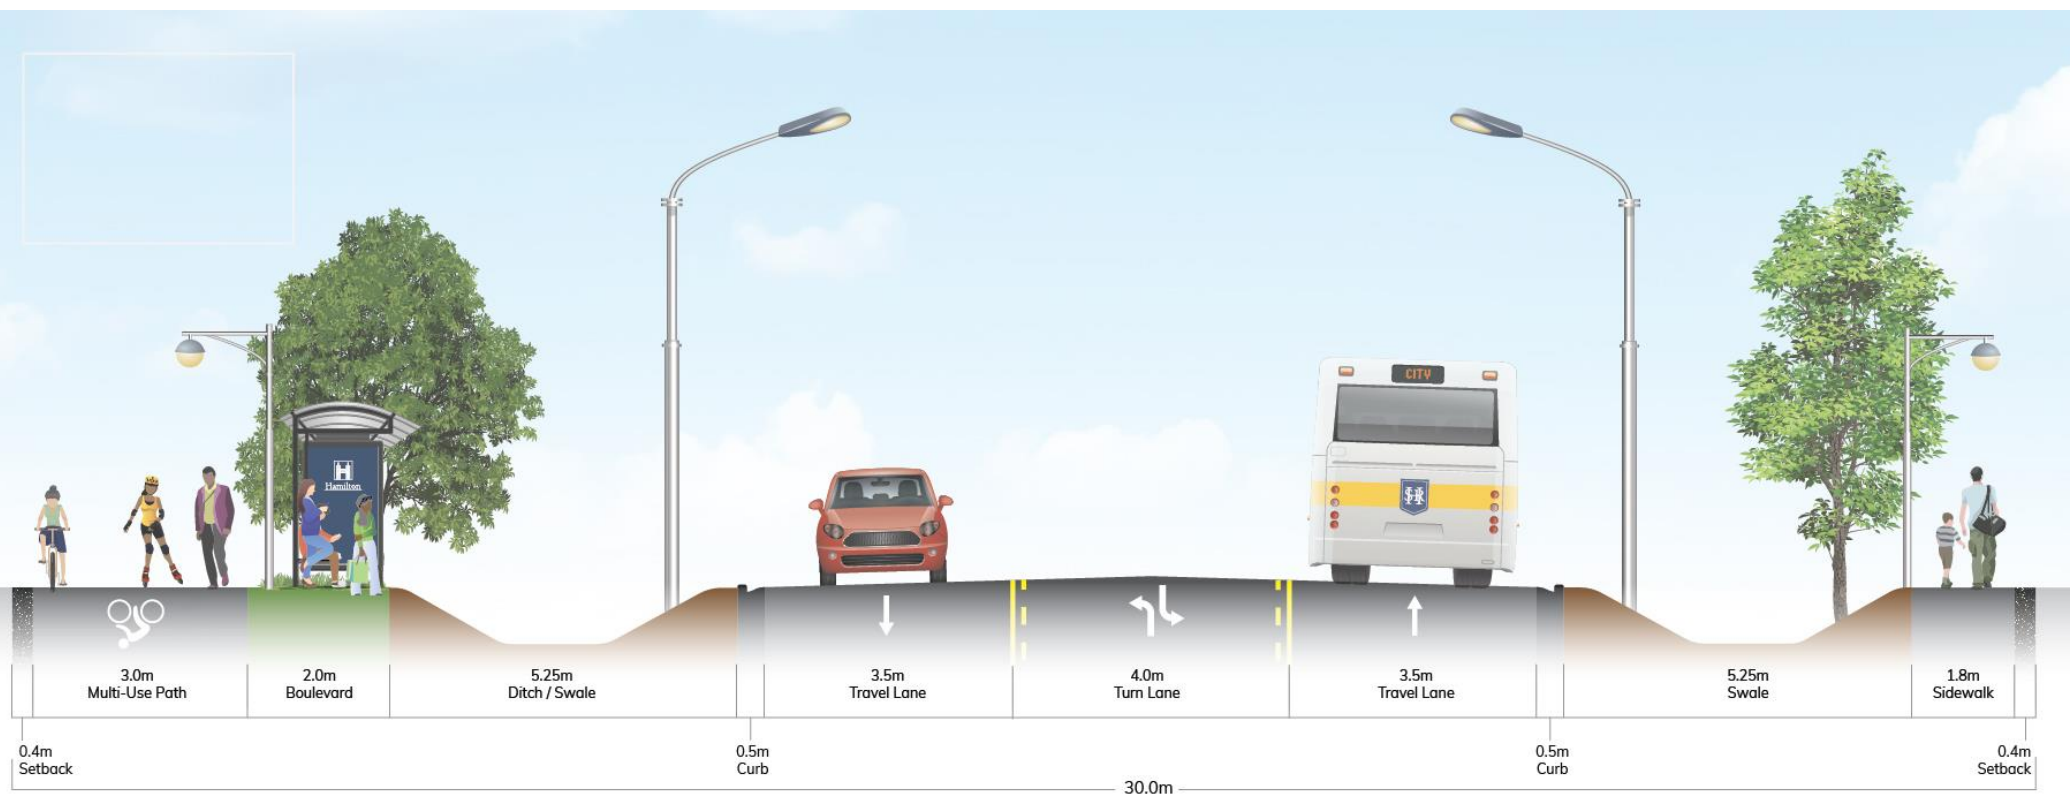 CITY
H
Hamilton
HSR
3.0m
Multi-Use Path
2.0m
Boulevard
5.25m
Ditch / Swale
3.5m
Travel Lane
4.0m
Turn Lane
3.5m
Travel Lane
5.25m
Swale
1.8m
Sidewalk
0.4m
Setback
0.5m
Curb
0.5m
Curb
0.4m
Setback
30.0m